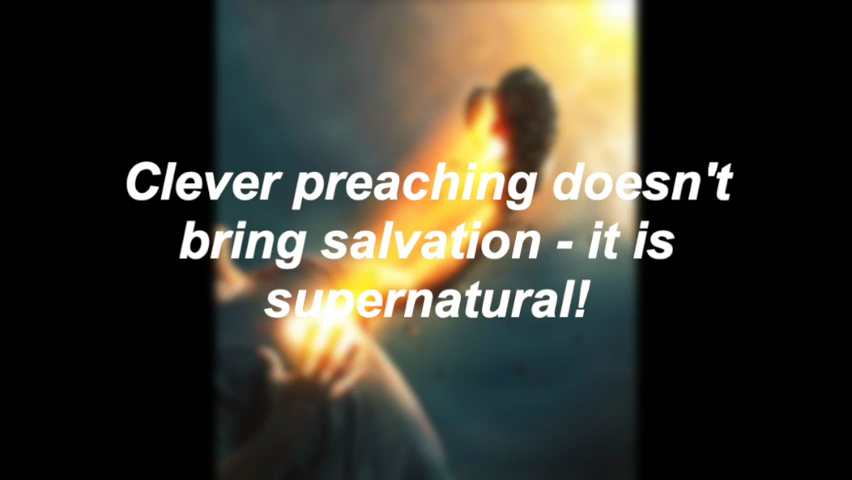 Clever preaching doesn't
bring salvation - it is
supernatural!